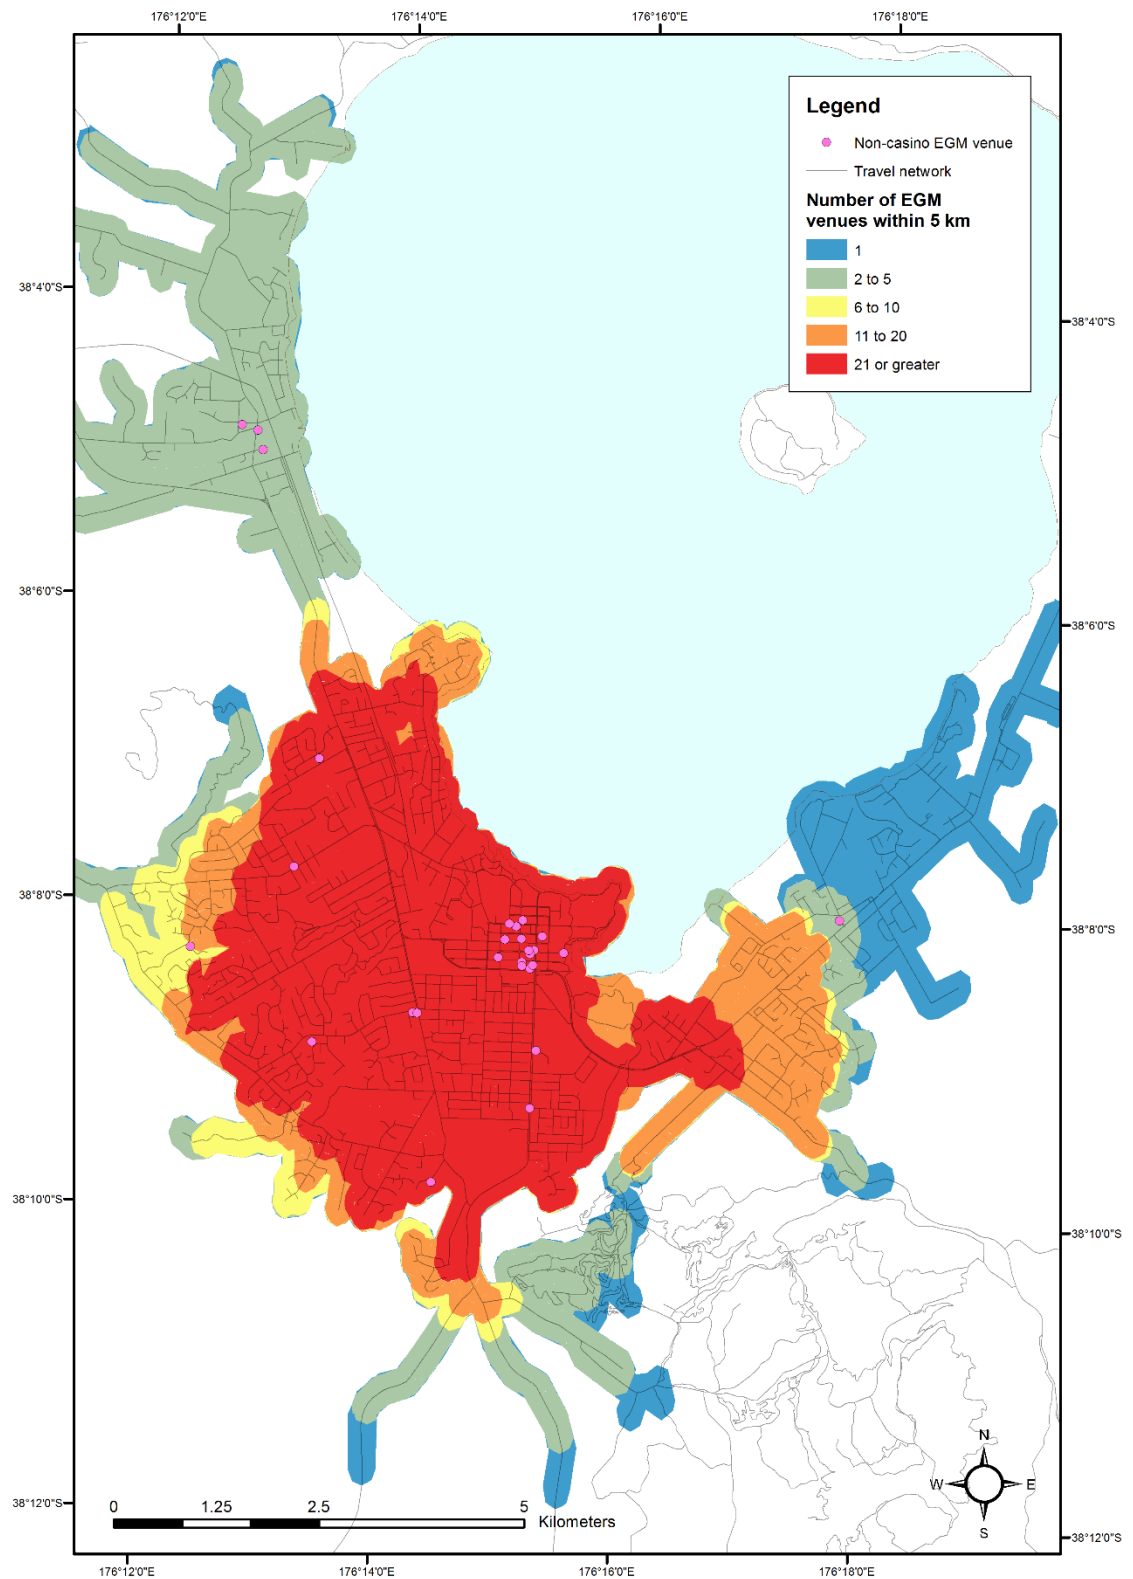 176°12'0"E 176°14'0"E 176°16'0"E 176°18'0"E
Legend
Non-casino EGM venue
Travel network
Number of EGM
venues within 5 km
1
2 to 5
6 to 10
11 to 20
21 or greater
38°4'0"S
38°4'0"S
38°6'0"S
38°6'0"S
38°8'0"S
38°8'0"S
38°10'0"S
38°10'0"S
N
W E
S
38°12'0"S
0 1.25 2.5 5
Kilometers
38°12'0"S
176°12'0"E 176°14'0"E 176°16'0"E 176°18'0"E